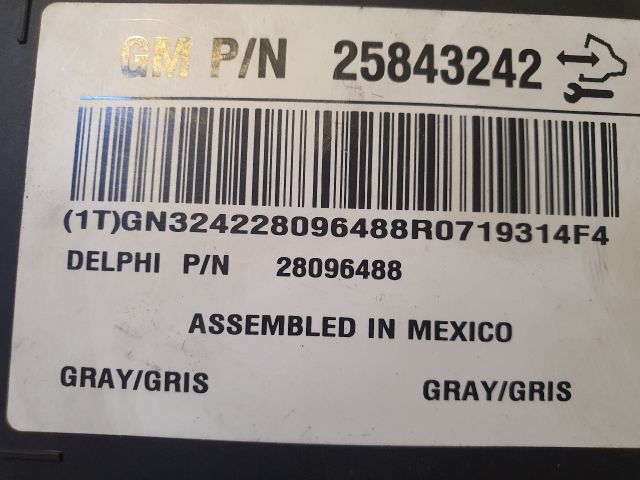 GM P/N 25843242
(1T)GN324228096488R0719314F4
DELPHI P/N 28096488
ASSEMBLED IN MEXICO
GRAY/GRIS GRAY/GRIS